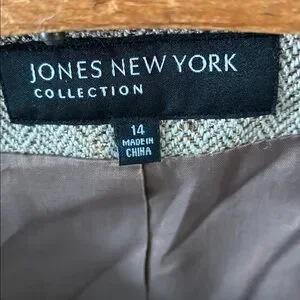 JONES NEW YORK
COLLECTION
14
MADE IN
CHINA